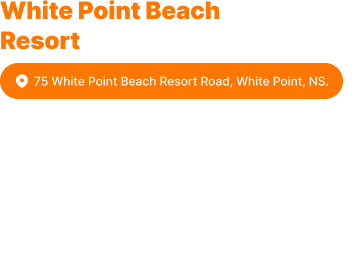 White Point Beach
Resort
75 White Point Beach Resort Road, White Point, NS.